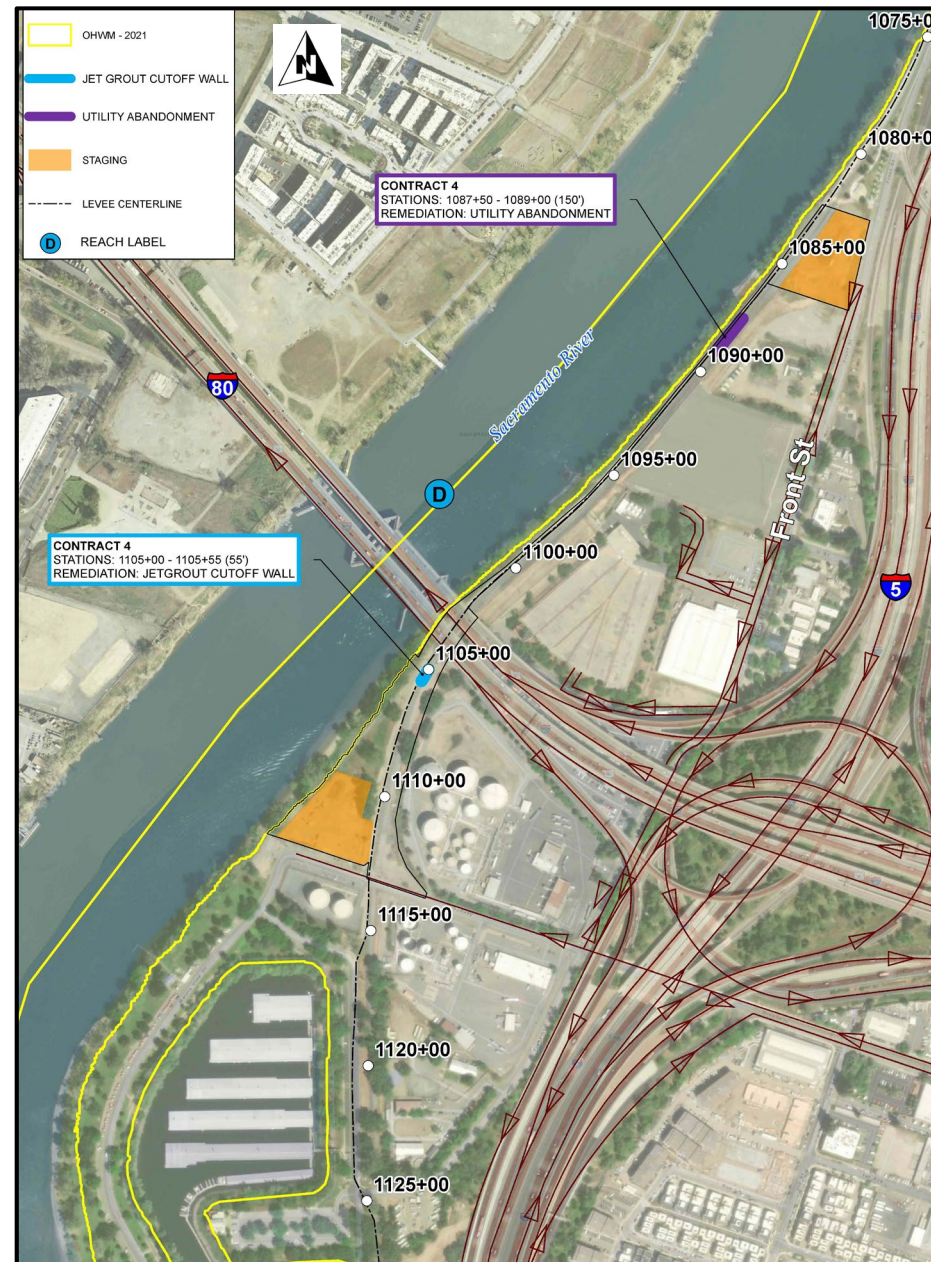 OHWM - 2021
JET GROUT CUTOFF WALL
UTILITY ABANDONMENT
STAGING
LEVEE CENTERLINE
D REACH LABEL
N
1075+0
1080+0
CONTRACT 4
STATIONS: 1087+50 - 1089+00 (150')
REMEDIATION: UTILITY ABANDONMENT
1085+00
1090+00
80
Sacramento River
1095+00
Front St
D
CONTRACT 4
STATIONS: 1105+00 - 1105+55 (55')
REMEDIATION: JETGROUT CUTOFF WALL
1100+00
5
1105+00
1110+00
1115+00
1120+00
1125+00